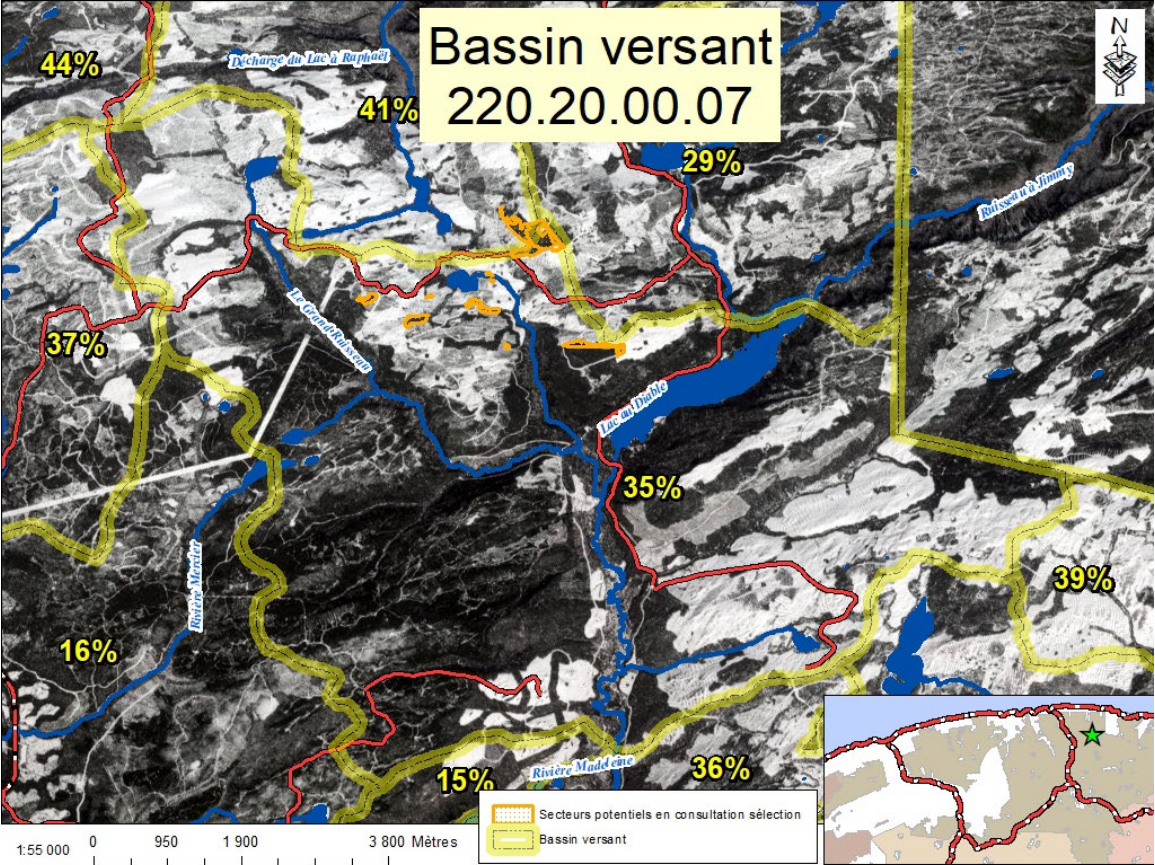 Bassin versant
220.20.00.07
N
44%
Décharge du Lac à Raphaël
41%
29%
Ruisseau à Jimmy
Le Grand Ruisseau
37%
Lac au Diable
35%
Rivière Mercier
39%
16%
15%
Rivière Madeleine
36%
Secteurs potentiels en consultation sélection
Bassin versant
1:55 000
0 950 1 900 3 800 Mètres